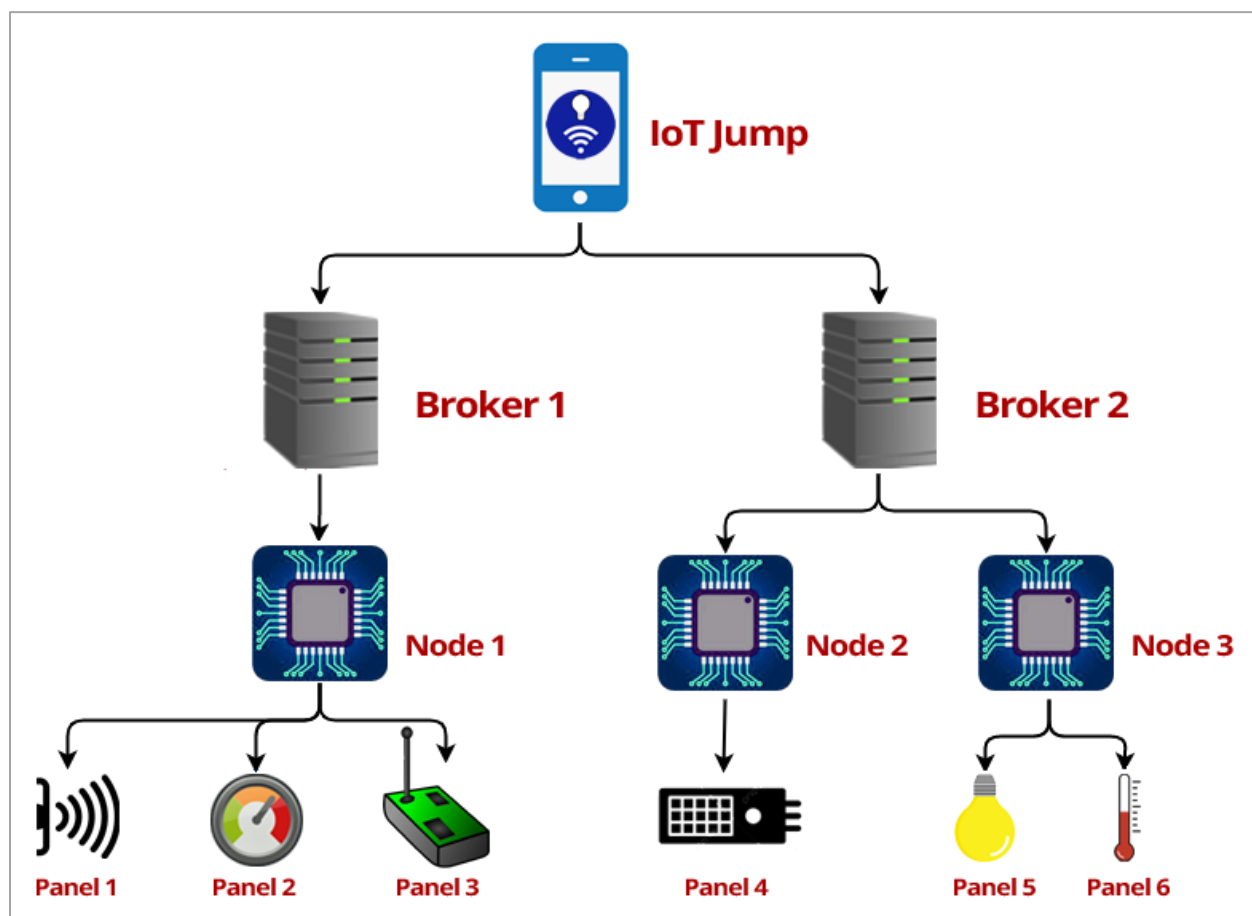 IoT Jump
Broker 1
Broker 2
Node 1
Node 2
Node 3
Panel 1
Panel 2
Panel 3
Panel 4
Panel 5
Panel 6